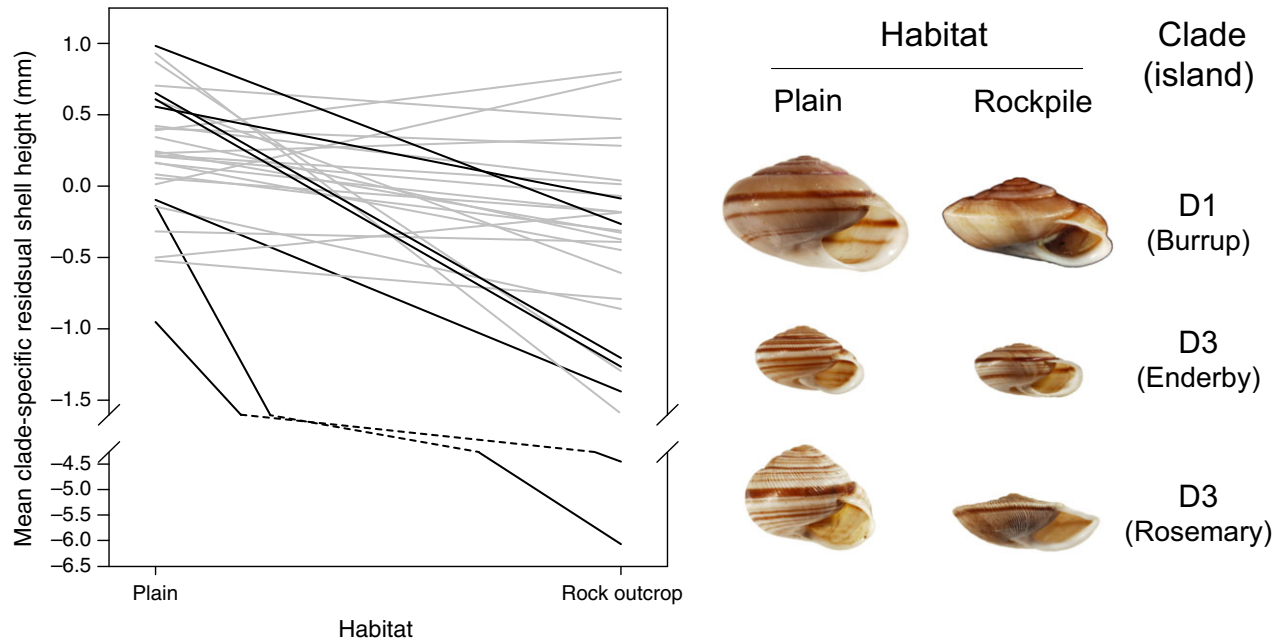 Mean clade-specific residsual shell height (mm)
1.0
0.5
0.0
−0.5
−1.0
−1.5
−4.5
−5.0
−5.5
−6.0
−6.5
Plain
Rock outcrop
Habitat
Habitat
Clade
(island)
Plain
Rockpile
D1
(Burrup)
D3
(Enderby)
D3
(Rosemary)